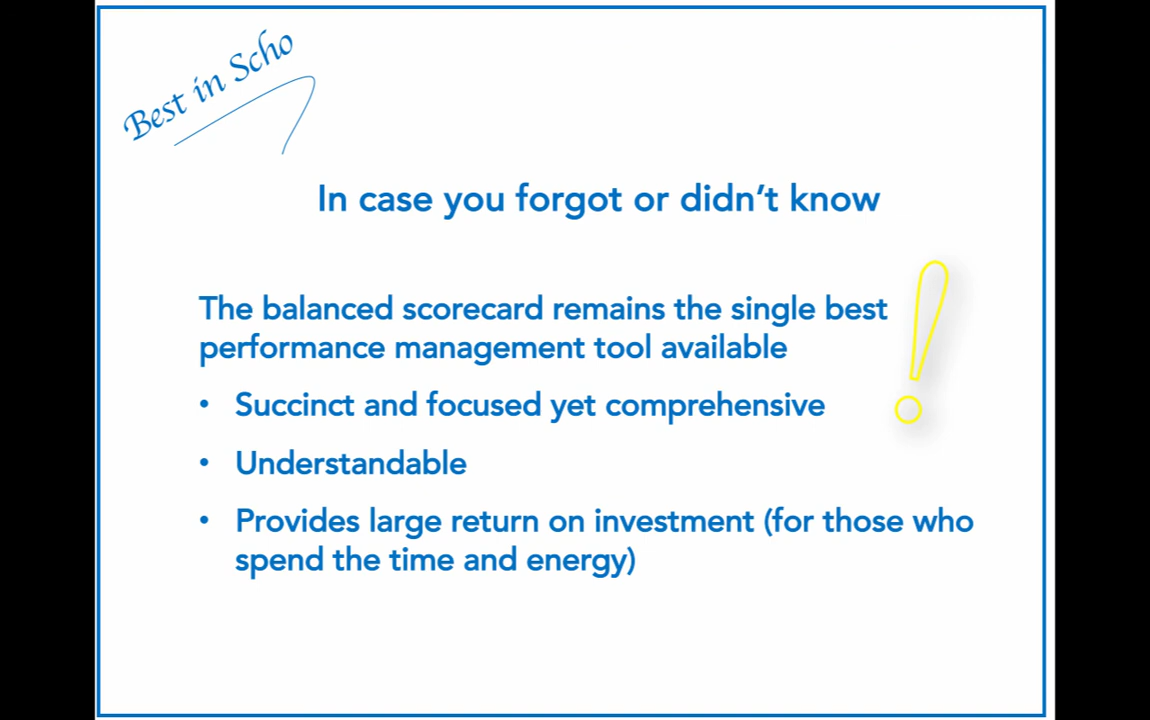 Best in Scho
In case you forgot or didn't know
The balanced scorecard remains the single best
performance management tool available
• Succinct and focused yet comprehensive
• Understandable
• Provides large return on investment (for those who
spend the time and energy)
!